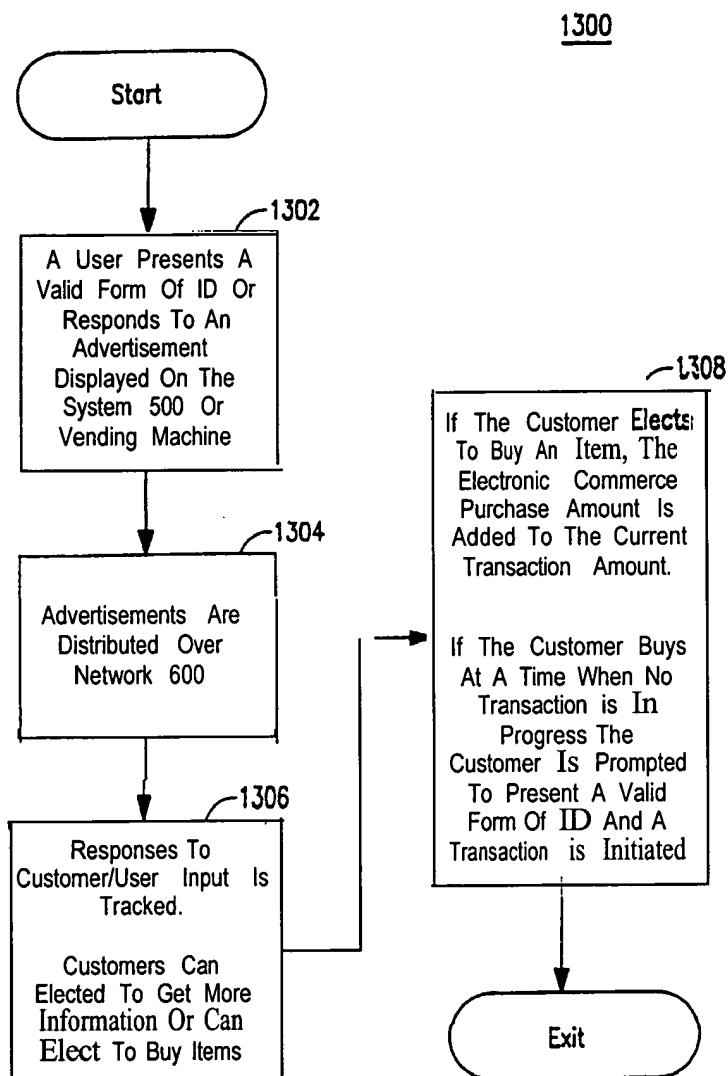 1300
Start
1302
A User Presents A
Valid Form Of ID Or
Responds To An
Advertisement
Displayed On The
System 500 Or
Vending Machine
1304
Advertisements Are
Distributed Over
Network 600
1306
Responses To
Customer/User Input Is
Tracked.
Customers Can
Elected To Get More
Information Or Can
Elect To Buy Items
1308
If The Customer Elects
To Buy An Item, The
Electronic Commerce
Purchase Amount Is
Added To The Current
Transaction Amount.
If The Customer Buys
At A Time When No
Transaction is In
Progress The
Customer Is Prompted
To Present A Valid
Form Of ID And A
Transaction is Initiated
Exit